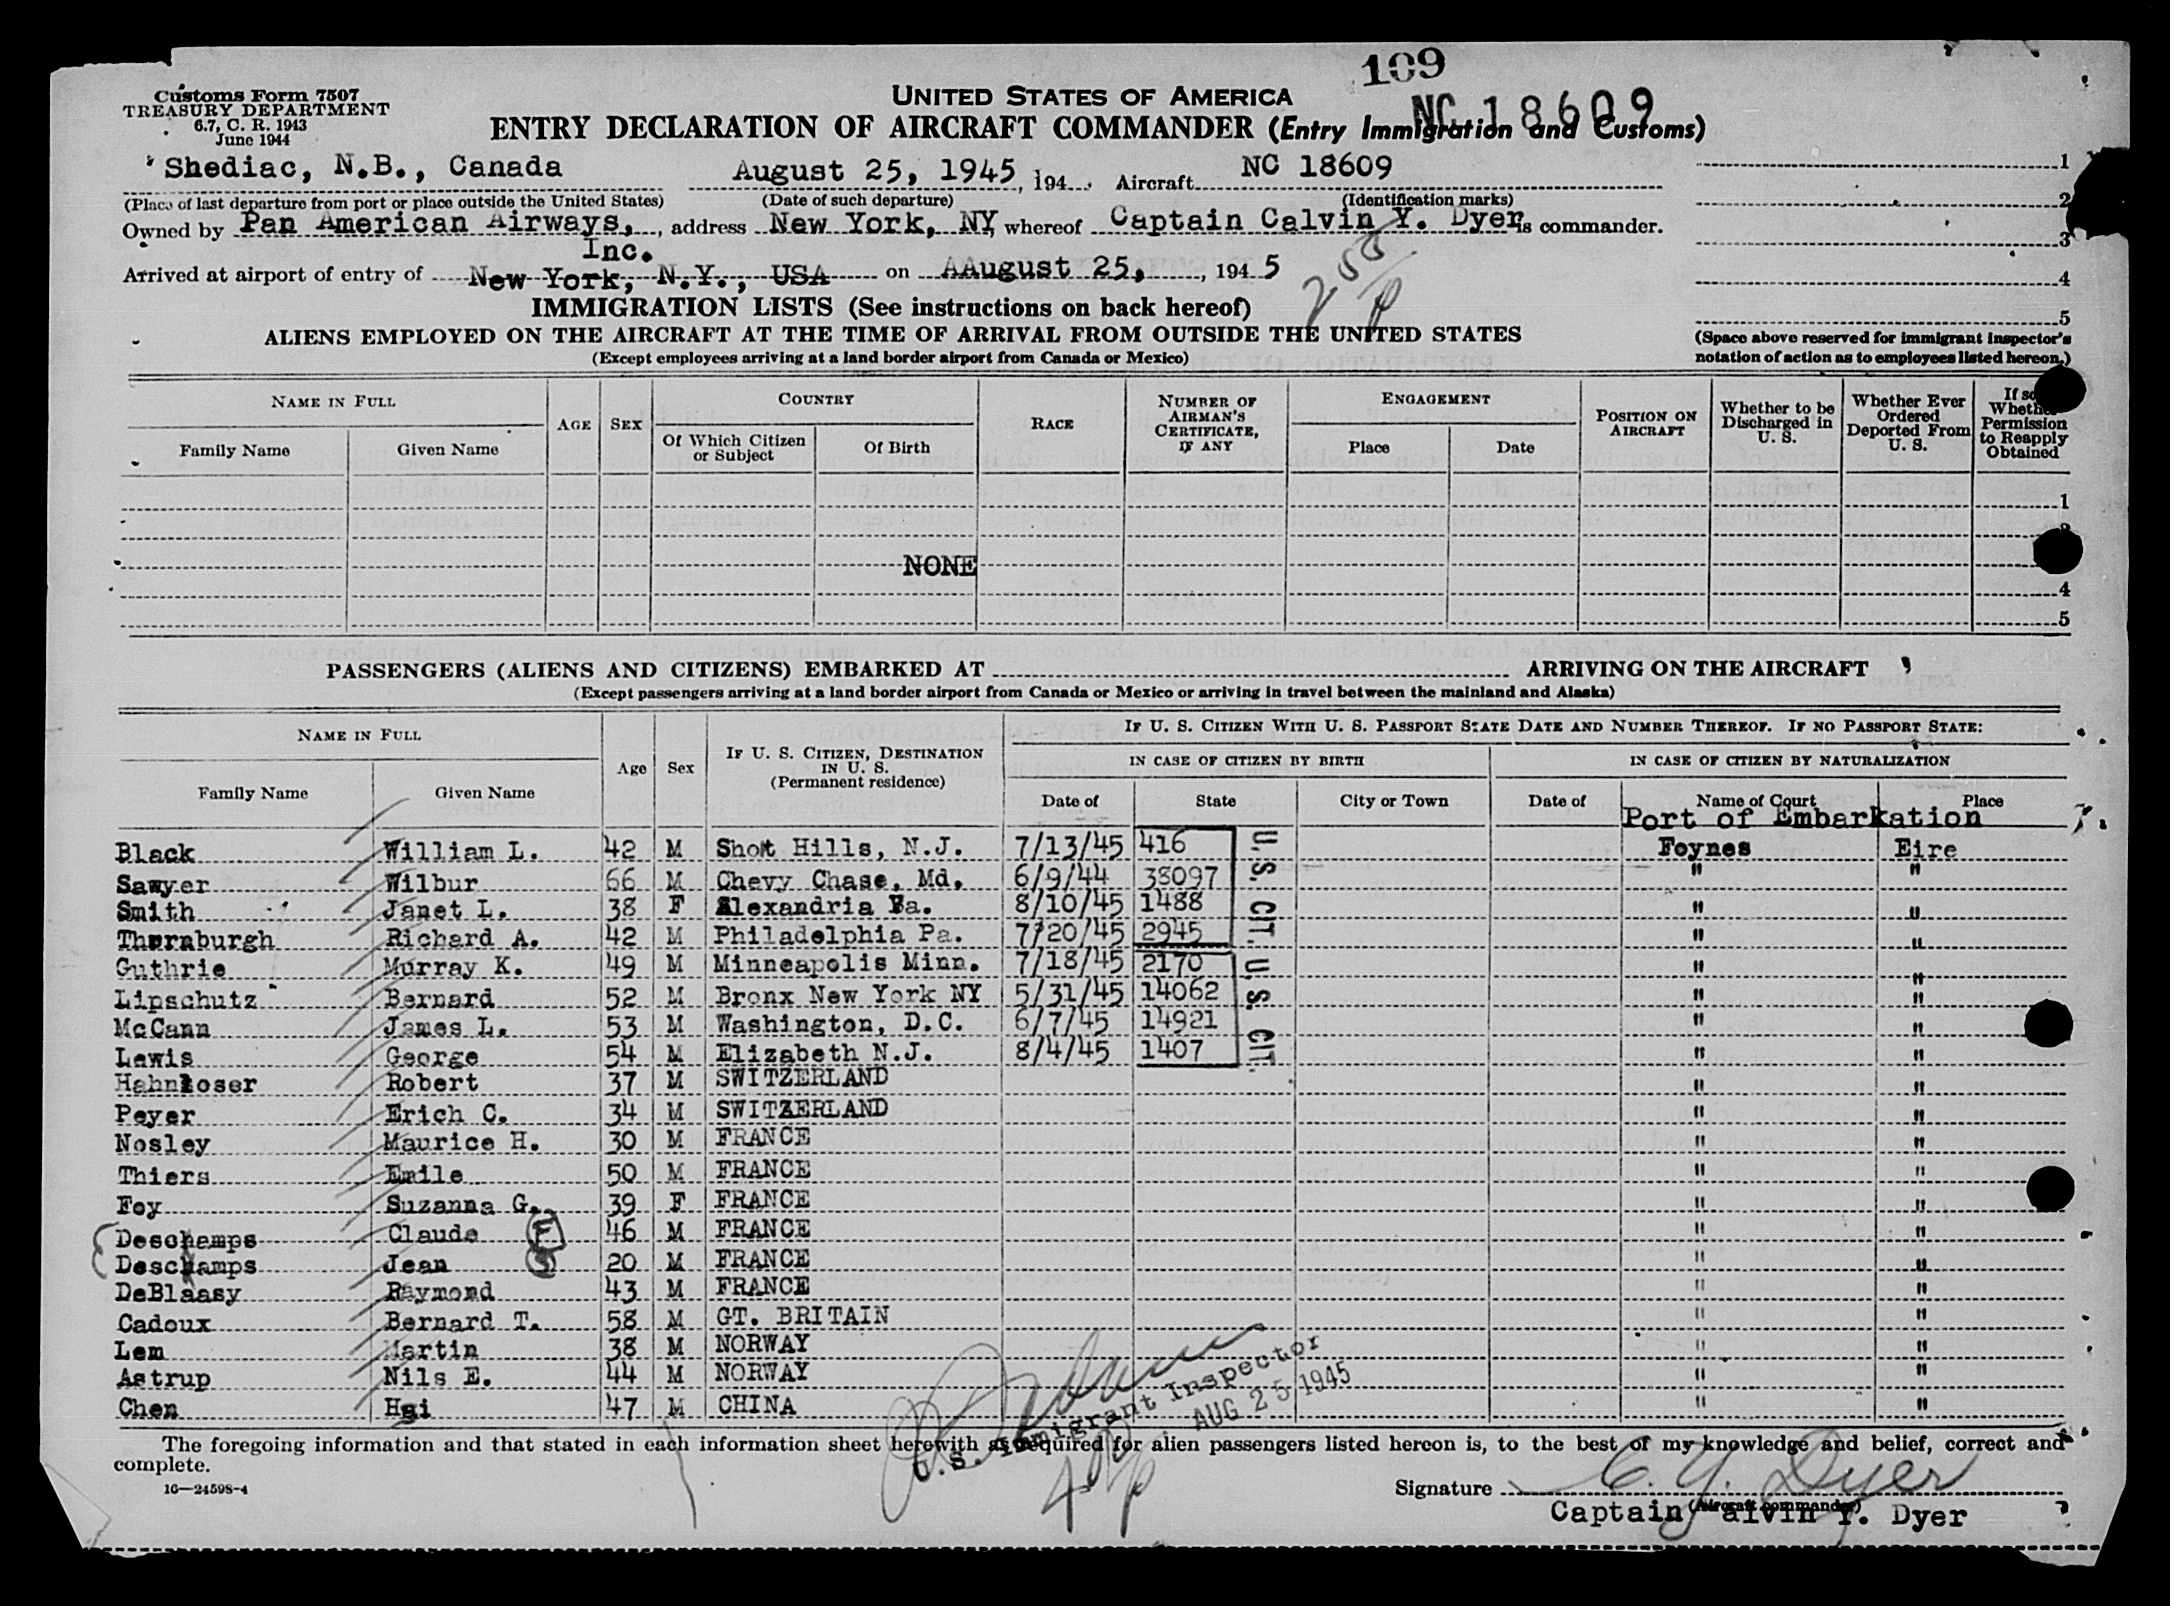 109
Customs Form 7507
TREASURY DEPARTMENT
6.7, C. R. 1943
June 1944
UNITED STATES OF AMERICA
NC 18609
ENTRY DECLARATION OF AIRCRAFT COMMANDER (Entry Immigration and Customs)
Shediac, N.B., Canada August 25, 1945, 194 . Aircraft NC 18609
(Place of last departure from port or place outside the United States) (Date of such departure) (Identification marks)
Owned by Pan American Airways, Inc., address New York, NY, whereof Captain Calvin Y. Dyer is commander.
Arrived at airport of entry of New York, N.Y., USA on AAugust 25, , 194 5
1
2
3
4
5
(Space above reserved for immigrant inspector's notation of action as to employees listed hereon.)
IMMIGRATION LISTS (See instructions on back hereof)
ALIENS EMPLOYED ON THE AIRCRAFT AT THE TIME OF ARRIVAL FROM OUTSIDE THE UNITED STATES
(Except employees arriving at a land border airport from Canada or Mexico)
NAME IN FULL
Family Name Given Name
AGE SEX
COUNTRY
Of Which Citizen or Subject Of Birth
RACE
NUMBER OF AIRMAN'S CERTIFICATE, IF ANY
ENGAGEMENT
Place Date
POSITION ON AIRCRAFT
Whether to be Discharged in U. S.
Whether Ever Ordered Deported From U. S.
If so Whether Permission to Reapply Obtained
1
NONE
4
5
PASSENGERS (ALIENS AND CITIZENS) EMBARKED AT ARRIVING ON THE AIRCRAFT
(Except passengers arriving at a land border airport from Canada or Mexico or arriving in travel between the mainland and Alaska)
NAME IN FULL
Family Name Given Name
Age Sex
IF U. S. CITIZEN, DESTINATION IN U. S. (Permanent residence)
IF U. S. CITIZEN WITH U. S. PASSPORT STATE DATE AND NUMBER THEREOF. IF NO PASSPORT STATE:
IN CASE OF CITIZEN BY BIRTH IN CASE OF CITIZEN BY NATURALIZATION
Date of State City or Town Date of Name of Court Place
Port of Embarkation
Black William L. 42 M Short Hills, N.J. 7/13/45 416 Foynes Eire
Sawyer Wilbur 66 M Chevy Chase, Md. 6/9/44 38097 " "
Smith Janet L. 38 F Alexandria Va. 8/10/45 1488 " "
Thornburgh Richard A. 42 M Philadelphia Pa. 7/20/45 2945 " "
Guthrie Murray K. 49 M Minneapolis Minn. 7/18/45 2170 " "
Lipschutz Bernard 52 M Bronx New York NY 5/31/45 14062 " "
McCann James L. 53 M Washington, D.C. 6/7/45 14921 " "
Lewis George 54 M Elizabeth N.J. 8/4/45 1407 " "
U. S. CIT.
U. S. CIT.
Hahnloser Robert 37 M SWITZERLAND " "
Peyer Erich C. 34 M SWITZERLAND " "
Nosley Maurice H. 30 M FRANCE " "
Thiers Emile 50 M FRANCE " "
Foy Suzanna G. 39 F FRANCE " "
Deschamps Claude F 46 M FRANCE " "
Deschamps Jean S 20 M FRANCE " "
DeBlaasy Raymond 43 M FRANCE " "
Cadoux Bernard T. 58 M GT. BRITAIN " "
Lem Martin 38 M NORWAY " "
Astrup Nils E. 44 M NORWAY " "
Chen Hai 47 M CHINA " "
U.S. Immigrant Inspector
AUG 25 1945
The foregoing information and that stated in each information sheet herewith as required for alien passengers listed hereon is, to the best of my knowledge and belief, correct and
complete.
16—24598-4
Signature C. Y. Dyer
(Aircraft commander)
Captain Calvin Y. Dyer